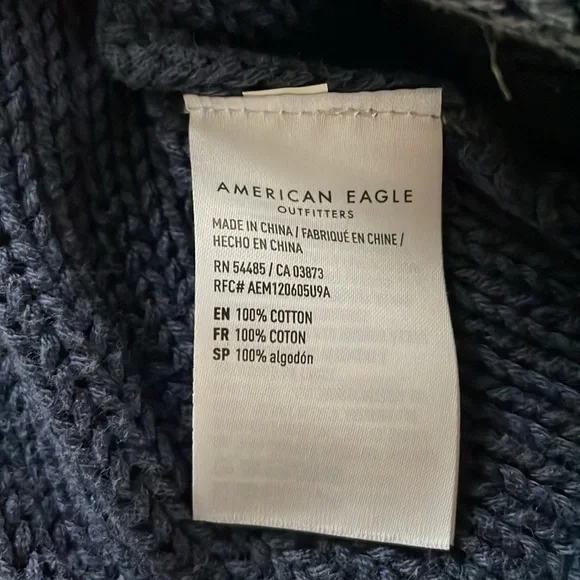 AMERICAN EAGLE
OUTFITTERS
MADE IN CHINA / FABRIQUÉ EN CHINE /
HECHO EN CHINA
RN 54485 / CA 03873
RFC# AEM120605U9A
EN 100% COTTON
FR 100% COTON
SP 100% algodón